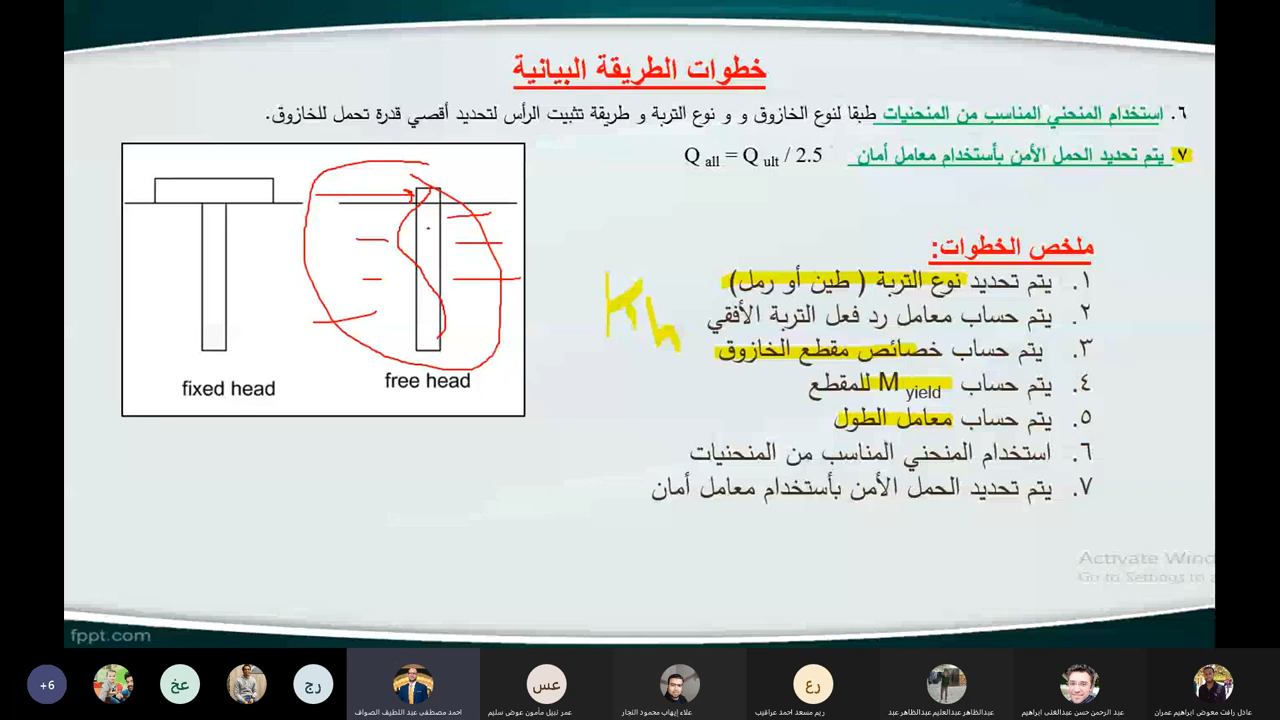 خطوات الطريقة البيانية
٦. استخدام المنحني المناسب من المنحنيات طبقا لنوع الخازوق و و نوع التربة و طريقة تثبيت الرأس لتحديد أقصي قدرة تحمل للخازوق.
٧. يتم تحديد الحمل الأمن بأستخدام معامل أمان Q all = Q ult / 2.5
fixed head
free head
ملخص الخطوات:
١. يتم تحديد نوع التربة ( طين أو رمل)
٢. يتم حساب معامل رد فعل التربة الأفقي
Kh
٣. يتم حساب خصائص مقطع الخازوق
٤. يتم حساب M yield للمقطع
٥. يتم حساب معامل الطول
٦. استخدام المنحني المناسب من المنحنيات
٧. يتم تحديد الحمل الأمن بأستخدام معامل أمان
Activate Wind
Go to Settings to a
fppt.com
+6
عخ
رج
احمد مصطفى عبد اللطيف الصواف
عس
عمر نبيل مأمون عوض سليم
علاء إيهاب محمود النجار
رع
ريم مسعد احمد عراقيب
عبدالظاهر عبدالعليم عبدالظاهر عبد
عبد الرحمن حسن عبدالغنى ابراهيم
عادل رافت معوض ابراهيم عمران